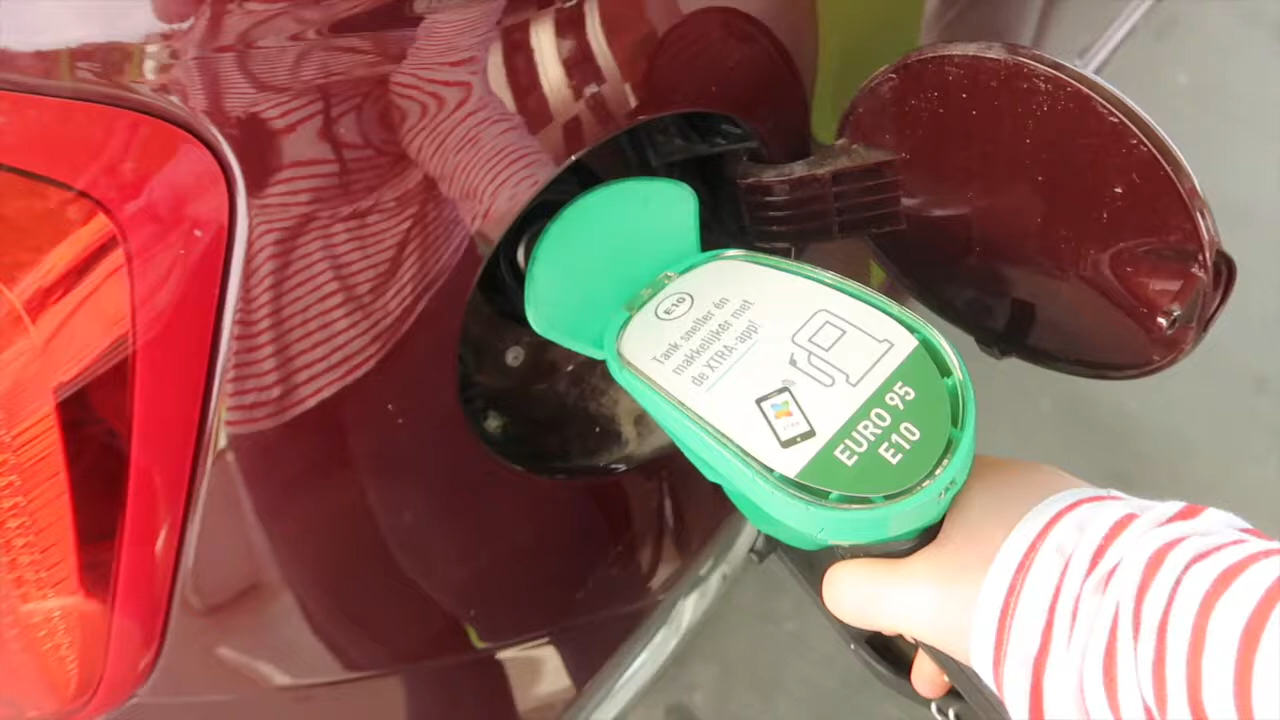 E10
Tank sneller én
makkelijker met
de XTRA-app!
EURO 95
E10